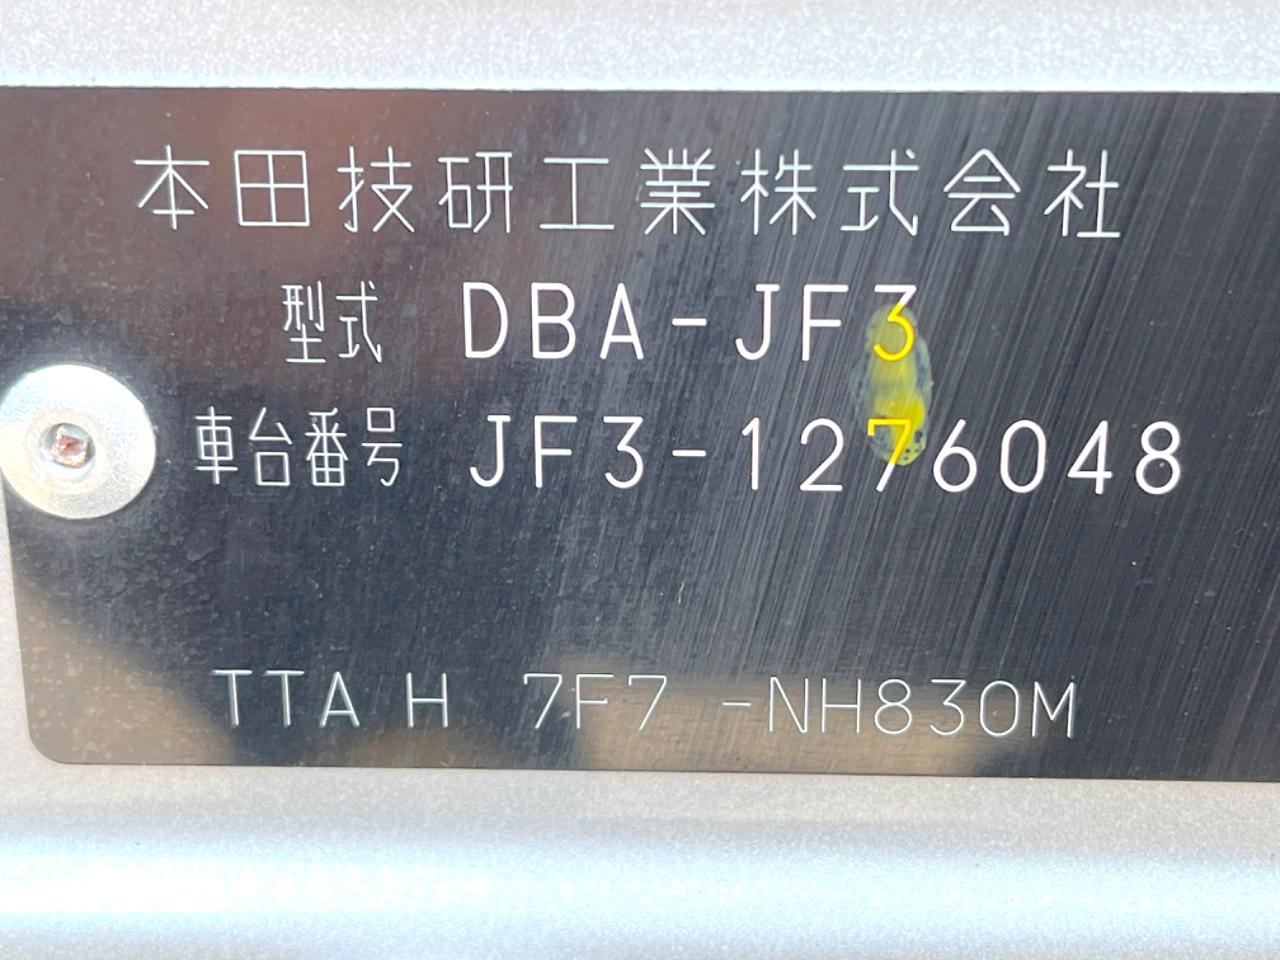 本田技研工業株式会社
型式 DBA-JF3
車台番号 JF3-1276048
TTA H 7F7 -NH830M